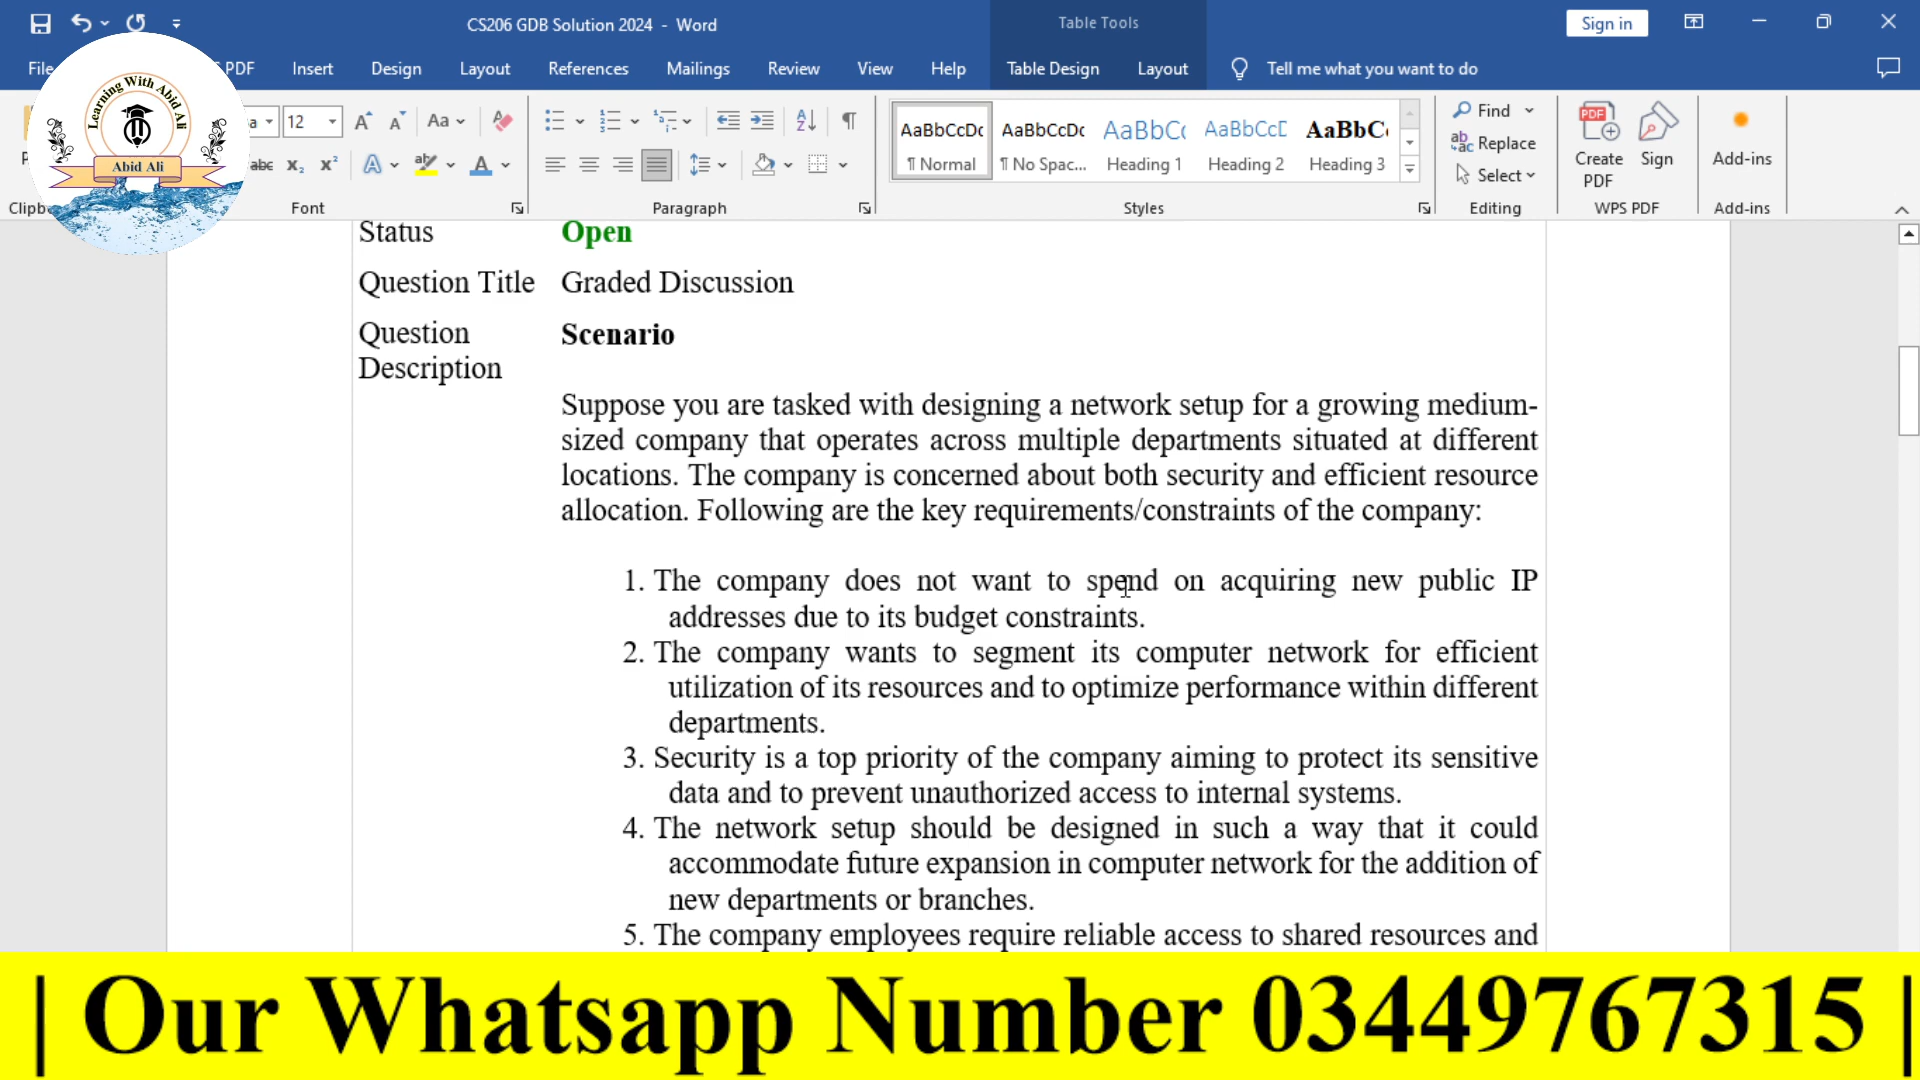 CS206 GDB Solution 2024 - Word
Table Tools
Sign in
File
PDF
Insert
Design
Layout
References
Mailings
Review
View
Help
Table Design
Layout
Tell me what you want to do
12
Aa
abc
x₂
x²
A
A
AaBbCcDc
¶ Normal
AaBbCcDc
¶ No Spac...
AaBbC
Heading 1
AaBbCcD
Heading 2
AaBbC
Heading 3
Find
Replace
Select
Create
PDF
Sign
Add-ins
Font
Paragraph
Styles
Editing
WPS PDF
Add-ins
Learning With Abid Ali
Abid Ali
Status Open
Question Title Graded Discussion
Question
Description
Scenario
Suppose you are tasked with designing a network setup for a growing medium-
sized company that operates across multiple departments situated at different
locations. The company is concerned about both security and efficient resource
allocation. Following are the key requirements/constraints of the company:
1. The company does not want to spend on acquiring new public IP
addresses due to its budget constraints.
2. The company wants to segment its computer network for efficient
utilization of its resources and to optimize performance within different
departments.
3. Security is a top priority of the company aiming to protect its sensitive
data and to prevent unauthorized access to internal systems.
4. The network setup should be designed in such a way that it could
accommodate future expansion in computer network for the addition of
new departments or branches.
5. The company employees require reliable access to shared resources and
| Our Whatsapp Number 03449767315 |